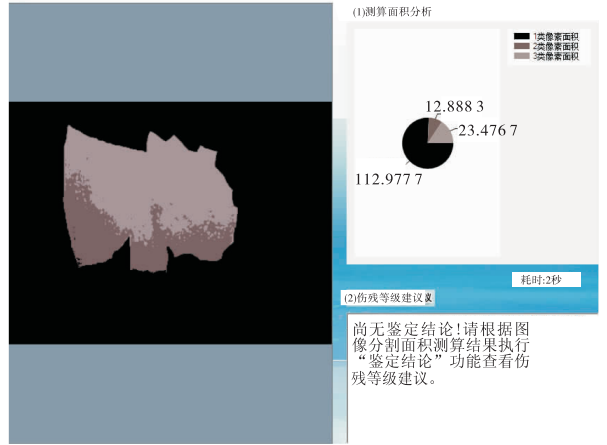 (1)测算面积分析
1类像素面积
2类像素面积
3类像素面积
12.888 3
23.476 7
112.977 7
耗时:2秒
(2)伤残等级建议
尚无鉴定结论!请根据图
像分割面积测算结果执行
“鉴定结论”功能查看伤
残等级建议。